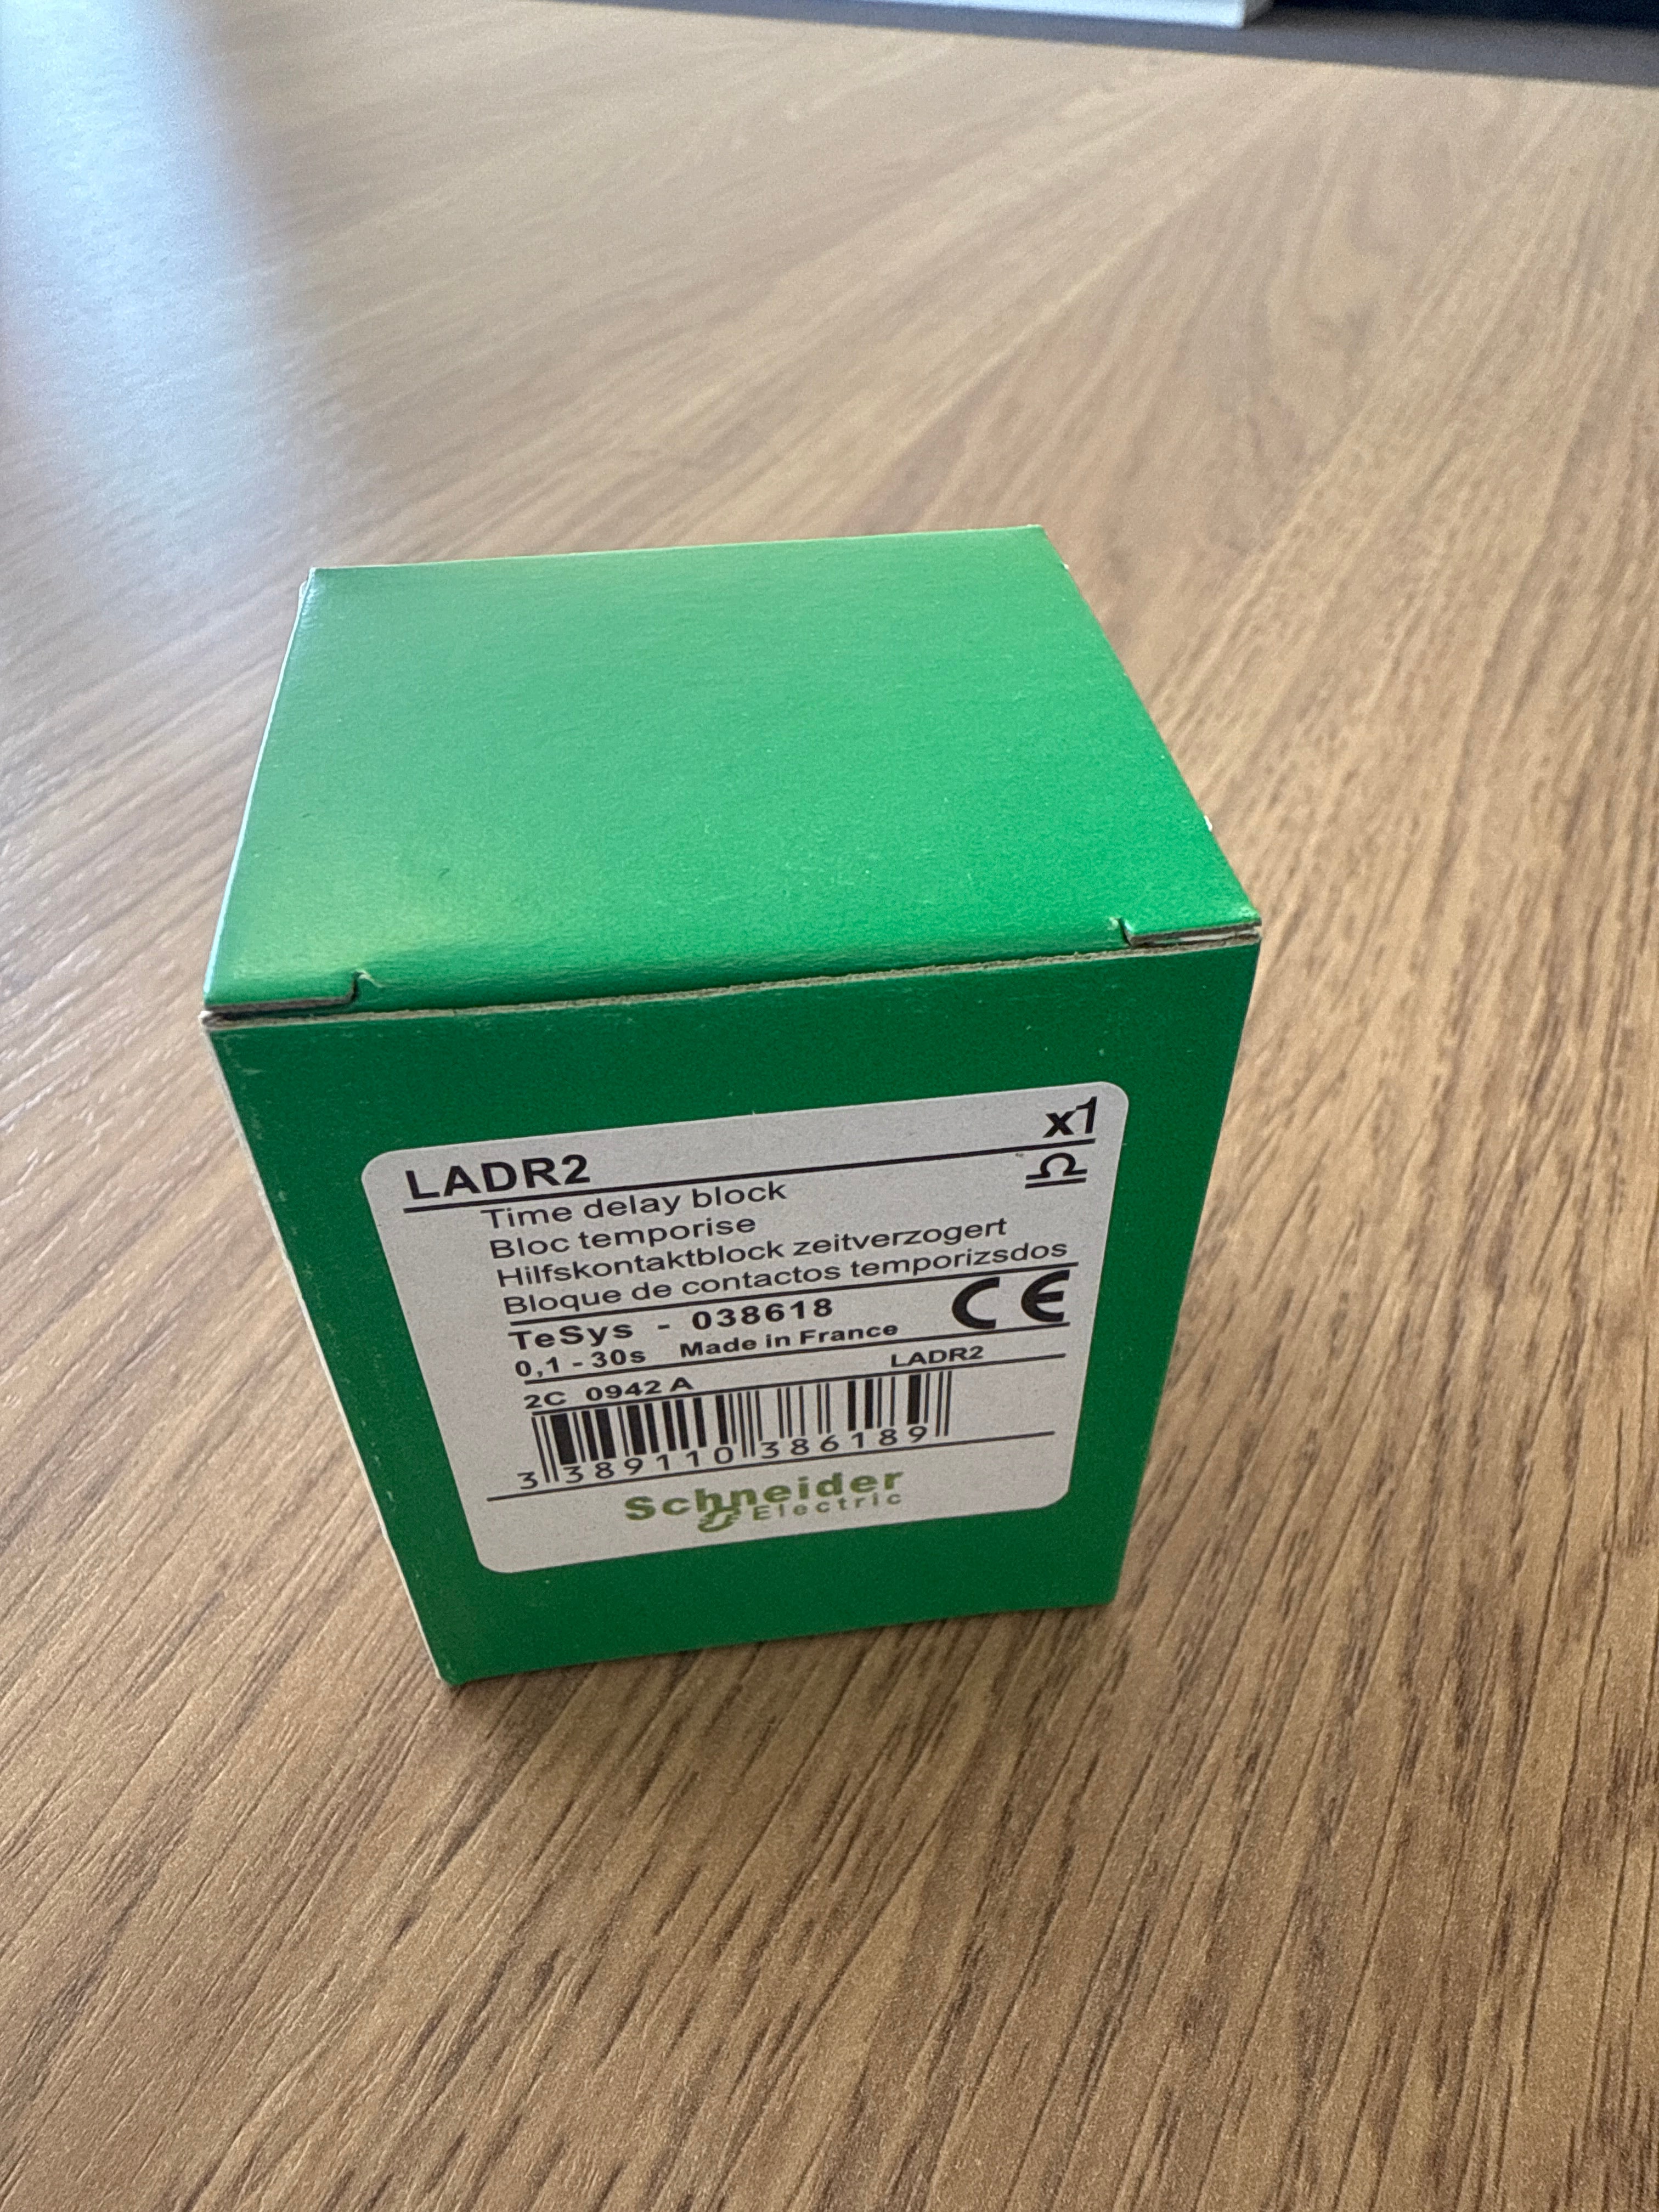 LADR2 x1
Time delay block
Bloc temporise
Hilfskontaktblock zeitverzogert
Bloque de contactos temporizsdos
TeSys - 038618 CE
0,1 - 30s Made in France
2C 0942 A LADR2
3 389110 386189
Schneider
Electric